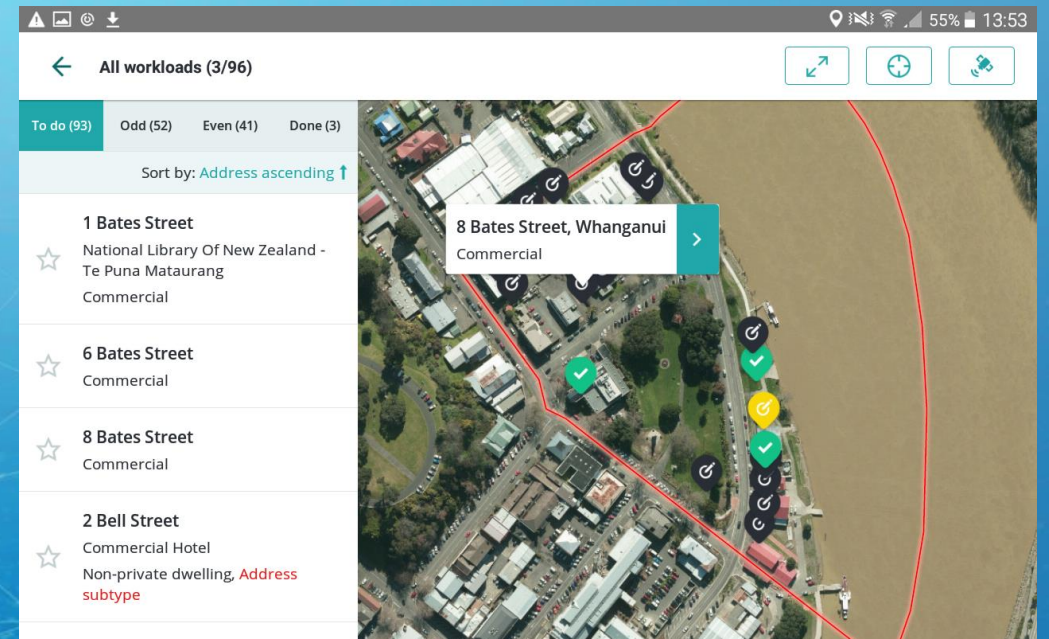 55% 13:53
All workloads (3/96)
To do (93) Odd (52) Even (41) Done (3)
Sort by: Address ascending
1 Bates Street
National Library Of New Zealand -
Te Puna Mataurang
Commercial
6 Bates Street
Commercial
8 Bates Street
Commercial
2 Bell Street
Commercial Hotel
Non-private dwelling, Address
subtype
8 Bates Street, Whanganui
Commercial